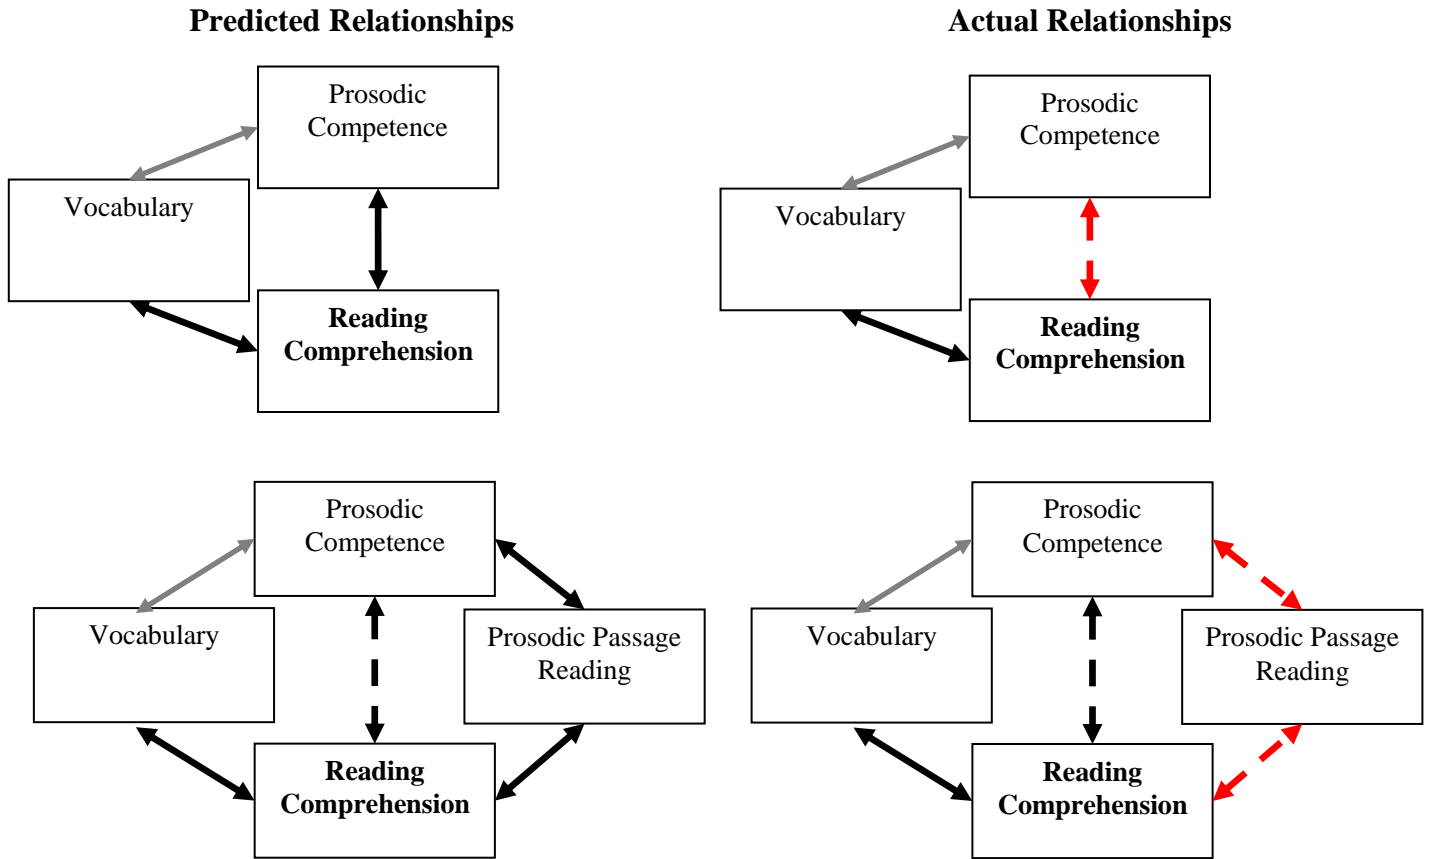 Predicted Relationships
Prosodic
Competence
Vocabulary
Reading
Comprehension
Actual Relationships
Prosodic
Competence
Vocabulary
Reading
Comprehension
Prosodic
Competence
Vocabulary
Prosodic Passage
Reading
Reading
Comprehension
Prosodic
Competence
Vocabulary
Prosodic Passage
Reading
Reading
Comprehension